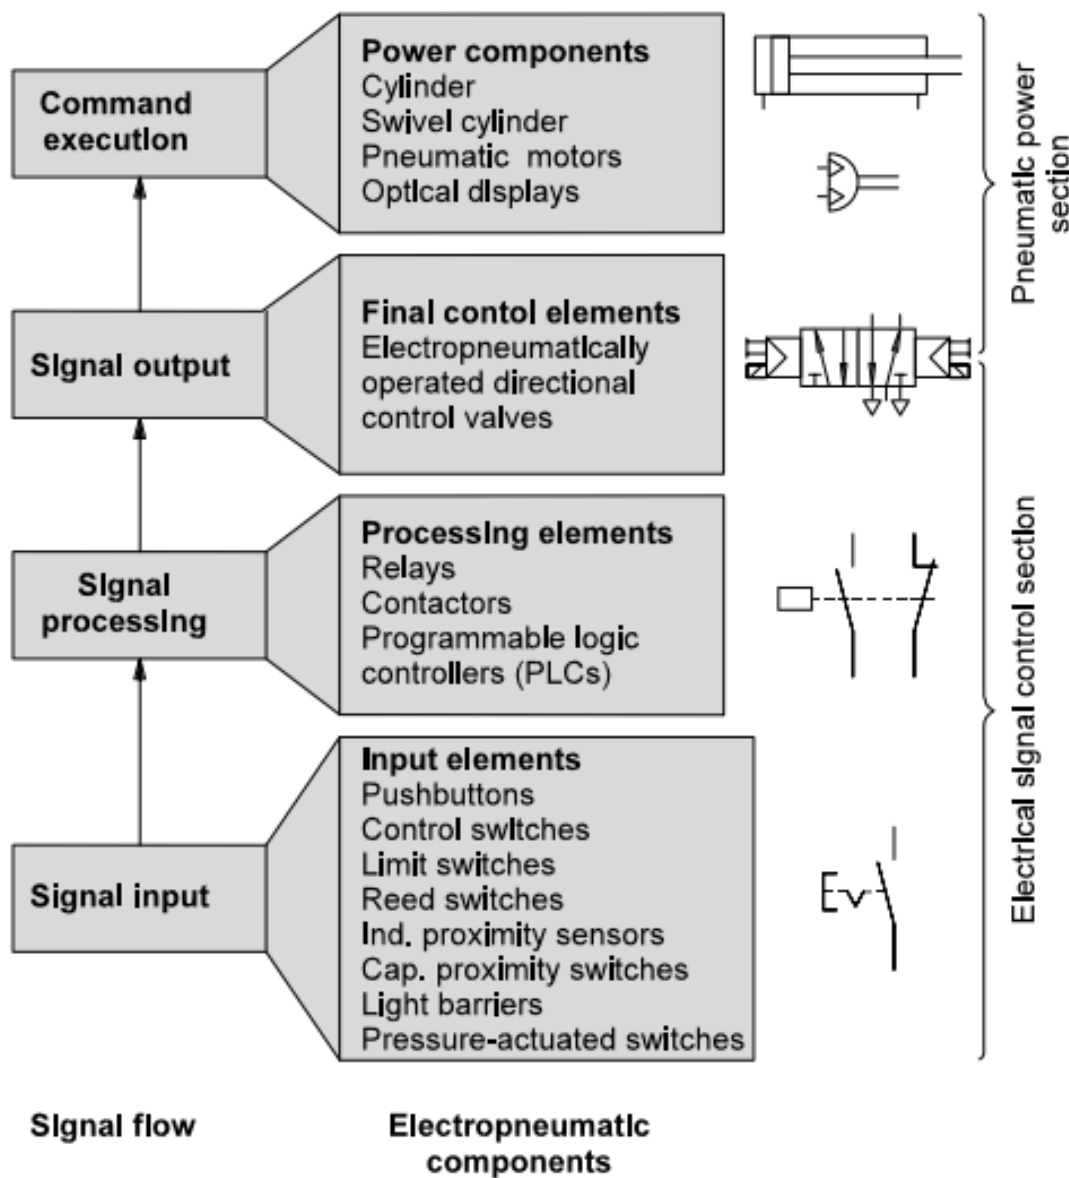 Command
execution
Power components
Cylinder
Swivel cylinder
Pneumatic motors
Optical displays
Signal output
Final contol elements
Electropneumatically
operated directional
control valves
Signal
processing
Processing elements
Relays
Contactors
Programmable logic
controllers (PLCs)
Signal input
Input elements
Pushbuttons
Control switches
Limit switches
Reed switches
Ind. proximity sensors
Cap. proximity switches
Light barriers
Pressure-actuated switches
Pneumatic power
section
Electrical signal control section
Signal flow
Electropneumatic
components